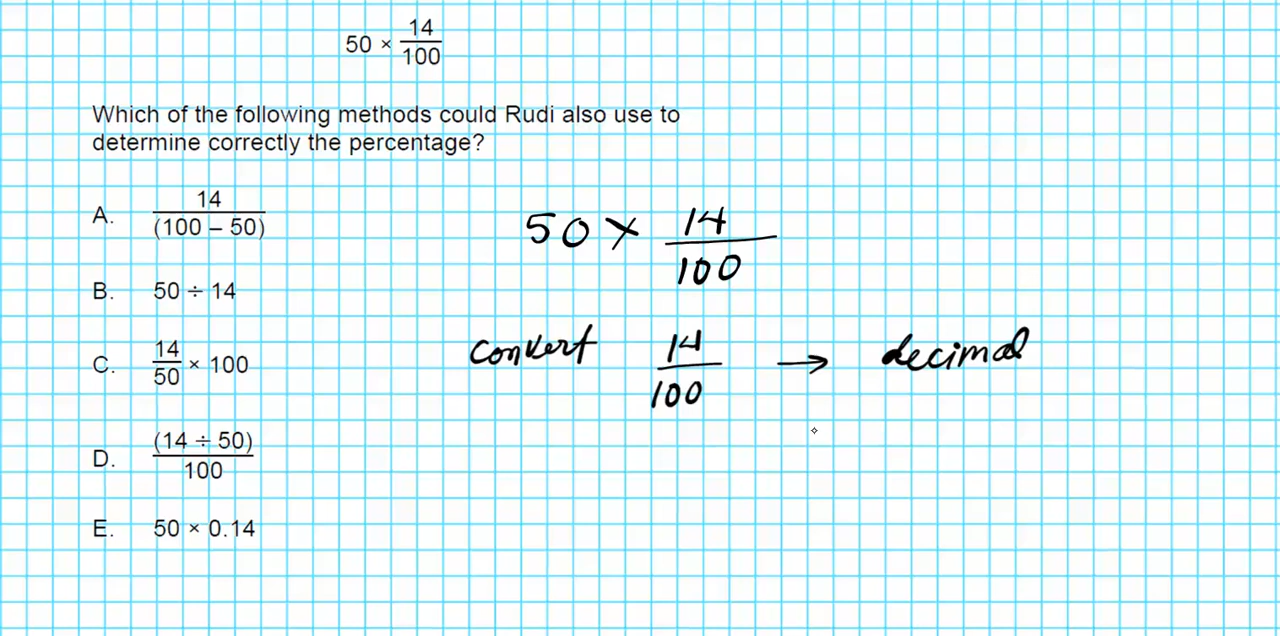 50 × 14/100
Which of the following methods could Rudi also use to
determine correctly the percentage?
A. 14/(100 – 50)
B. 50 ÷ 14
C. 14/50 × 100
D. (14 ÷ 50)/100
E. 50 × 0.14
50 × 14/100
convert 14/100 → decimal